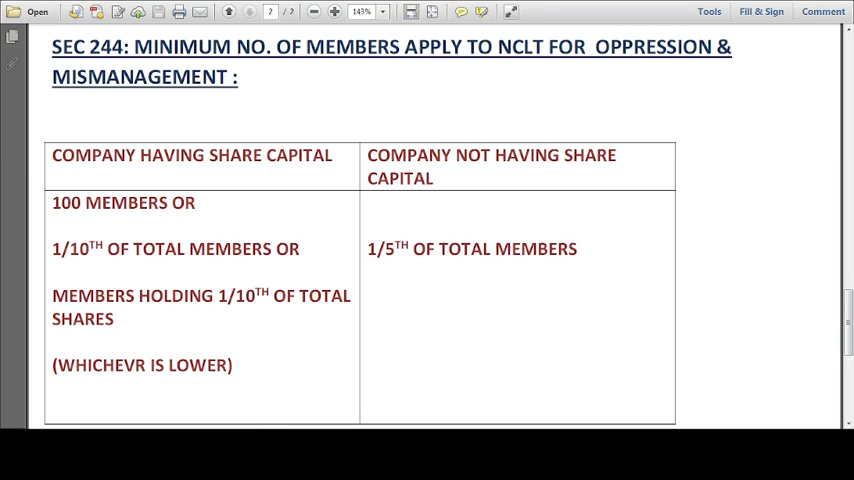 Open
2 / 2
143%
Tools
Fill & Sign
Comment
SEC 244: MINIMUM NO. OF MEMBERS APPLY TO NCLT FOR OPPRESSION &
MISMANAGEMENT :
COMPANY HAVING SHARE CAPITAL
COMPANY NOT HAVING SHARE
CAPITAL
100 MEMBERS OR
1/10TH OF TOTAL MEMBERS OR
MEMBERS HOLDING 1/10TH OF TOTAL
SHARES
(WHICHEVR IS LOWER)
1/5TH OF TOTAL MEMBERS